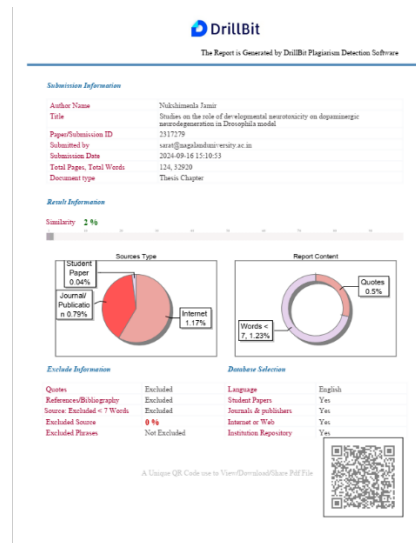 DrillBit
The Report is Generated by DrillBit Plagiarism Detection Software
Submission Information
Author Name Nukshimenla Jamir
Title Studies on the role of developmental neurotoxicity on dopaminergic
neurodegeneration in Drosophila model
Paper/Submission ID 2317279
Submitted by sarat@nagalanduniversity.ac.in
Submission Date 2024-09-16 15:10:53
Total Pages, Total Words 124, 32920
Document type Thesis Chapter
Result Information
Similarity 2 %
Sources Type
Student
Paper
0.04%
Journal/
Publicatio
n 0.79%
Internet
1.17%
Report Content
Quotes
0.5%
Words <
7, 1.23%
Exclude Information
Quotes Excluded
References/Bibliography Excluded
Source: Excluded < 7 Words Excluded
Excluded Source 0 %
Excluded Phrases Not Excluded
Database Selection
Language English
Student Papers Yes
Journals & publishers Yes
Internet or Web Yes
Institution Repository Yes
A Unique QR Code use to View/Download/Share Pdf File